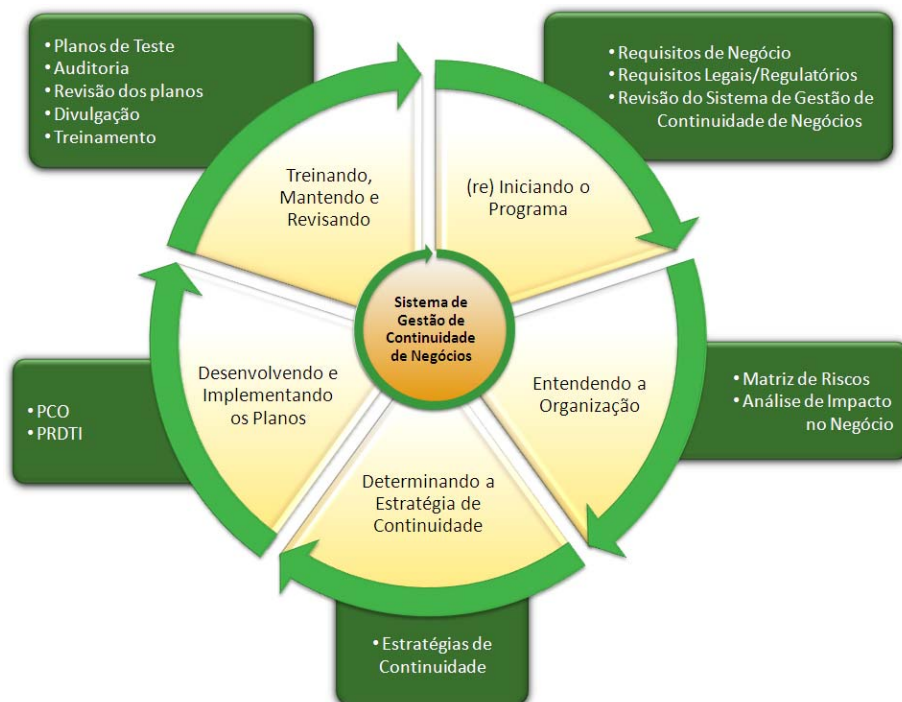 • Planos de Teste
• Auditoria
• Revisão dos planos
• Divulgação
• Treinamento
• Requisitos de Negócio
• Requisitos Legais/Regulatórios
• Revisão do Sistema de Gestão de
Continuidade de Negócios
Treinando,
Mantendo e
Revisando
(re) Iniciando o
Programa
Sistema de
Gestão de
Continuidade
de Negócios
Desenvolvendo e
Implementando
os Planos
Entendendo a
Organização
• Matriz de Riscos
• Análise de Impacto
no Negócio
• PCO
• PRDTI
Determinando a
Estratégia de
Continuidade
• Estratégias de
Continuidade